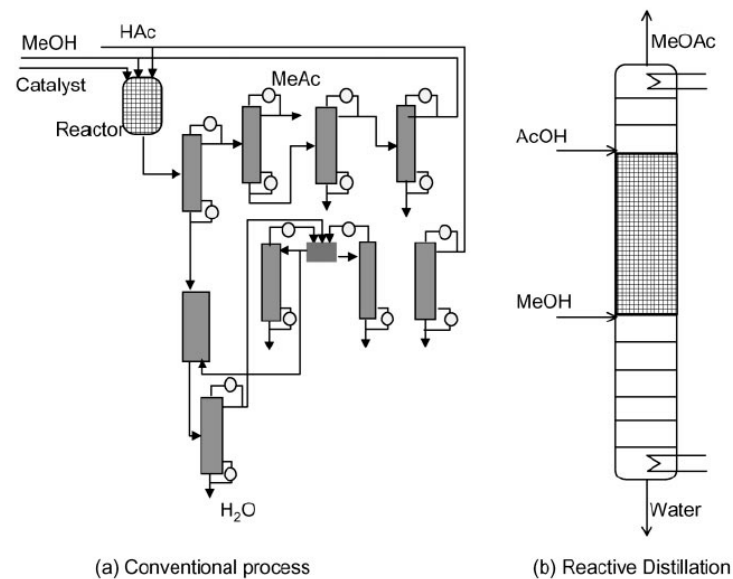 HAc
MeOH
Catalyst
Reactor
MeAc
H₂O
(a) Conventional process
MeOAc
AcOH
MeOH
Water
(b) Reactive Distillation